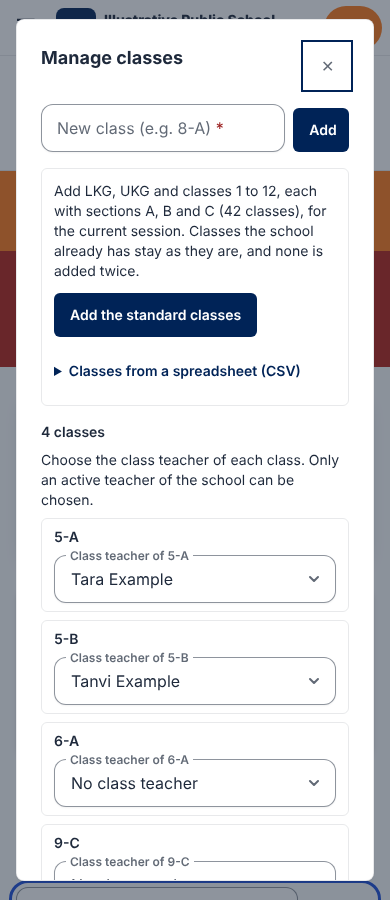 Illustrative Public School
Manage classes
×
New class (e.g. 8-A) *
Add
Add LKG, UKG and classes 1 to 12, each
with sections A, B and C (42 classes), for
the current session. Classes the school
already has stay as they are, and none is
added twice.
Add the standard classes
Classes from a spreadsheet (CSV)
4 classes
Choose the class teacher of each class. Only
an active teacher of the school can be
chosen.
5-A
Class teacher of 5-A
Tara Example
5-B
Class teacher of 5-B
Tanvi Example
6-A
Class teacher of 6-A
No class teacher
9-C
Class teacher of 9-C